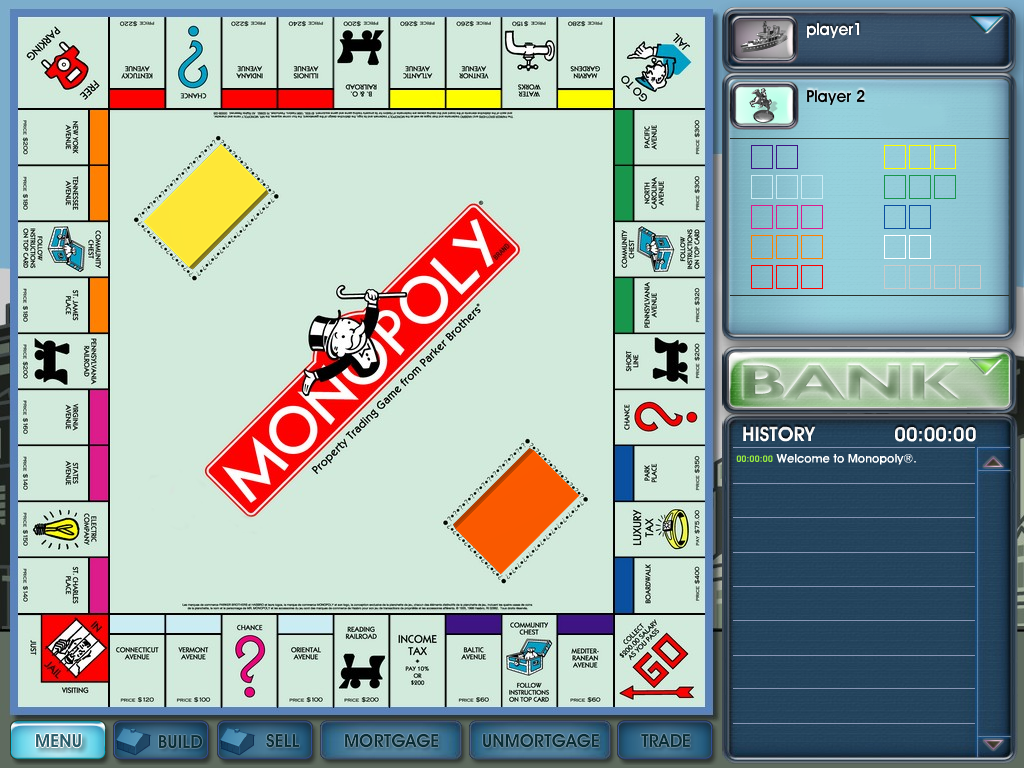 FREE
PARKING
KENTUCKY
AVENUE
PRICE $220
CHANCE
INDIANA
AVENUE
PRICE $220
ILLINOIS
AVENUE
PRICE $240
B. & O.
RAILROAD
PRICE $200
ATLANTIC
AVENUE
PRICE $260
VENTNOR
AVENUE
PRICE $260
WATER
WORKS
PRICE $150
MARVIN
GARDENS
PRICE $280
GO TO
JAIL
NEW YORK
AVENUE
PRICE $200
TENNESSEE
AVENUE
PRICE $180
COMMUNITY
CHEST
FOLLOW
INSTRUCTIONS
ON TOP CARD
ST. JAMES
PLACE
PRICE $180
PENNSYLVANIA
RAILROAD
PRICE $200
VIRGINIA
AVENUE
PRICE $160
STATES
AVENUE
PRICE $140
ELECTRIC
COMPANY
PRICE $150
ST. CHARLES
PLACE
PRICE $140
MONOPOLY
BRAND
Property Trading Game from Parker Brothers®
PACIFIC
AVENUE
PRICE $300
NORTH
CAROLINA
AVENUE
PRICE $300
COMMUNITY
CHEST
FOLLOW
INSTRUCTIONS
ON TOP CARD
PENNSYLVANIA
AVENUE
PRICE $320
SHORT
LINE
PRICE $200
CHANCE
PARK
PLACE
PRICE $350
LUXURY
TAX
PAY $75.00
BOARDWALK
PRICE $400
JUST
VISITING
IN
JAIL
CONNECTICUT
AVENUE
PRICE $120
VERMONT
AVENUE
PRICE $100
CHANCE
ORIENTAL
AVENUE
PRICE $100
READING
RAILROAD
PRICE $200
INCOME
TAX
PAY 10%
OR
$200
BALTIC
AVENUE
PRICE $60
COMMUNITY
CHEST
FOLLOW
INSTRUCTIONS
ON TOP CARD
MEDITER-
RANEAN
AVENUE
PRICE $60
COLLECT
$200.00 SALARY
AS YOU PASS
GO
MENU
BUILD
SELL
MORTGAGE
UNMORTGAGE
TRADE
player1
Player 2
BANK
HISTORY 00:00:00
00:00:00 Welcome to Monopoly®.